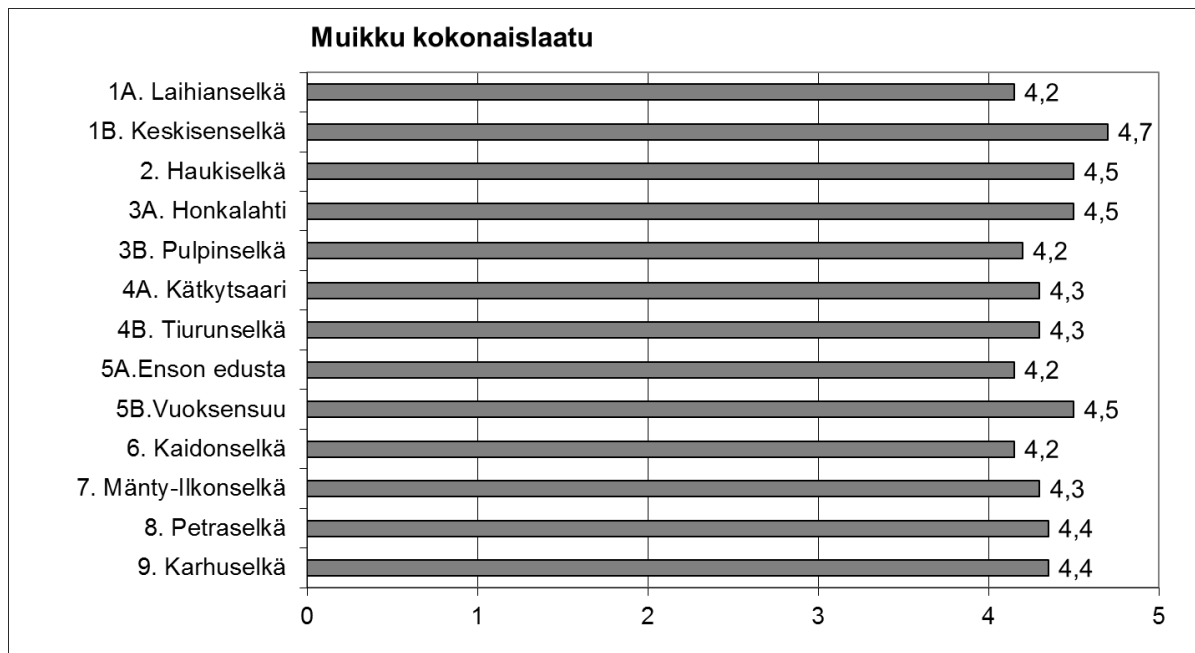 Muikku kokonaislaatu
1A. Laihianselkä 4,2
1B. Keskisenselkä 4,7
2. Haukiselkä 4,5
3A. Honkalahti 4,5
3B. Pulpinselkä 4,2
4A. Kätkytsaari 4,3
4B. Tiurunselkä 4,3
5A.Enson edusta 4,2
5B.Vuoksensuu 4,5
6. Kaidonselkä 4,2
7. Mänty-Ilkonselkä 4,3
8. Petraselkä 4,4
9. Karhuselkä 4,4
0 1 2 3 4 5